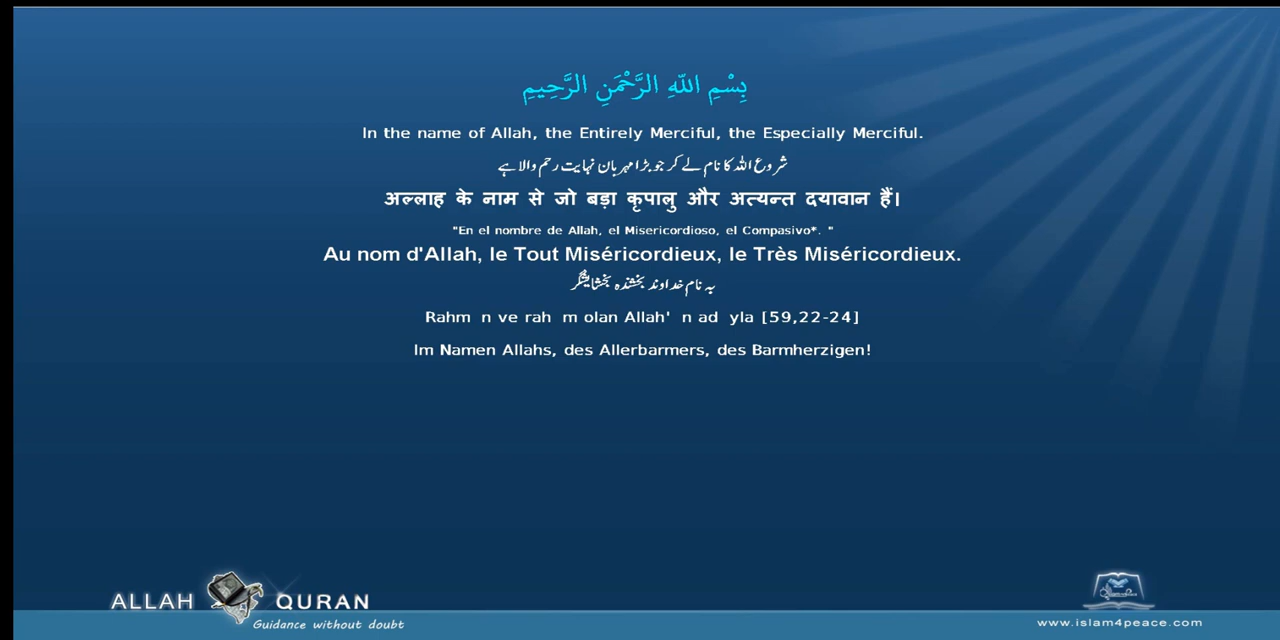 بِسْمِ اللّٰهِ الرَّحْمَنِ الرَّحِيمِ
In the name of Allah, the Entirely Merciful, the Especially Merciful.
شروع اللہ کا نام لے کر جو بڑا مہربان نہایت رحم والا ہے
अल्लाह के नाम से जो बड़ा कृपालु और अत्यन्त दयावान हैं।
"En el nombre de Allah, el Misericordioso, el Compasivo*. "
Au nom d'Allah, le Tout Miséricordieux, le Très Miséricordieux.
به نام خداوند بخشنده بخشایشگر
Rahm  n ve rah  m olan Allah'  n ad  yla [59,22-24]
Im Namen Allahs, des Allerbarmers, des Barmherzigen!
ALLAH QURAN
Guidance without doubt
www.islam4peace.com